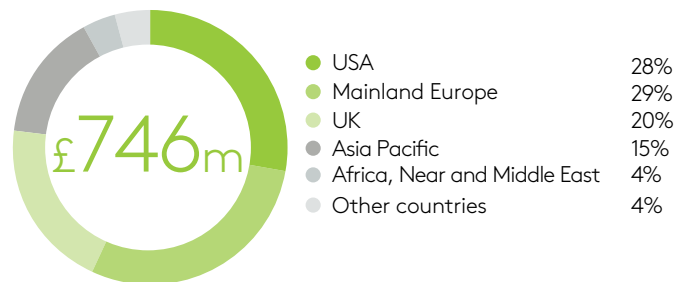 £746m
USA 28%
Mainland Europe 29%
UK 20%
Asia Pacific 15%
Africa, Near and Middle East 4%
Other countries 4%